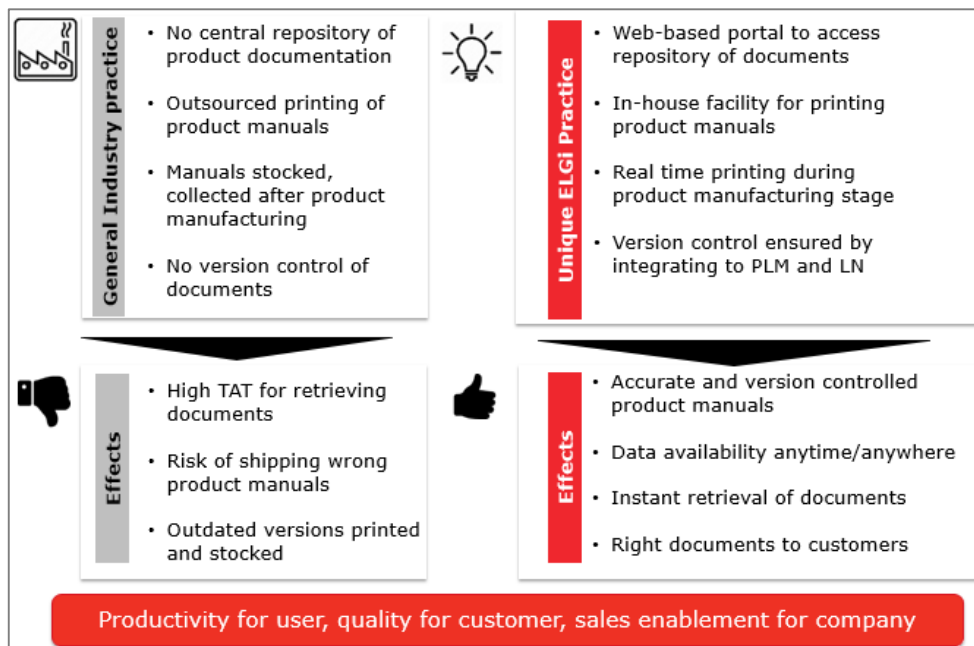 General Industry practice
• No central repository of
product documentation
• Outsourced printing of
product manuals
• Manuals stocked,
collected after product
manufacturing
• No version control of
documents
Unique ELGi Practice
• Web-based portal to access
repository of documents
• In-house facility for printing
product manuals
• Real time printing during
product manufacturing stage
• Version control ensured by
integrating to PLM and LN
Effects
• High TAT for retrieving
documents
• Risk of shipping wrong
product manuals
• Outdated versions printed
and stocked
Effects
• Accurate and version controlled
product manuals
• Data availability anytime/anywhere
• Instant retrieval of documents
• Right documents to customers
Productivity for user, quality for customer, sales enablement for company